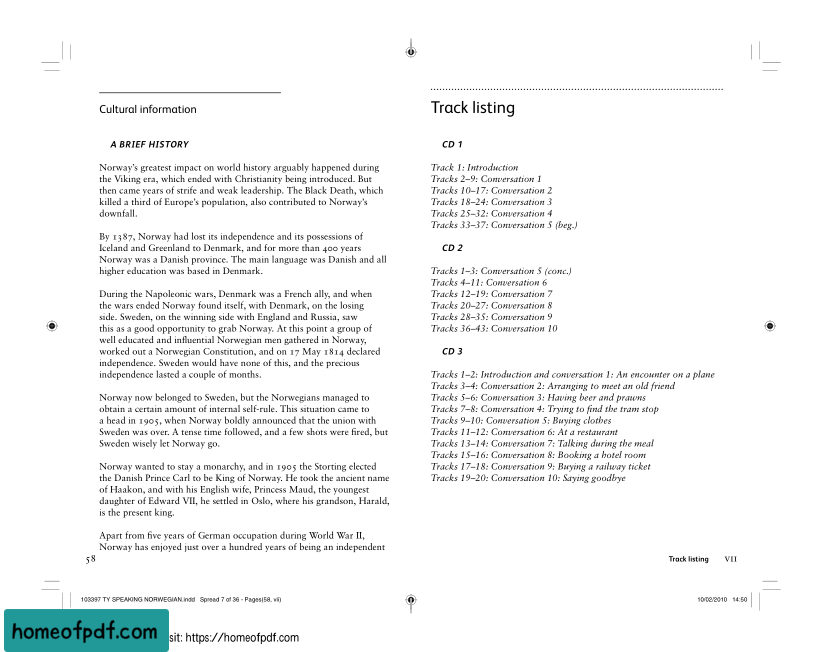 Cultural information
A BRIEF HISTORY
Norway's greatest impact on world history arguably happened during
the Viking era, which ended with Christianity being introduced. But
then came years of strife and weak leadership. The Black Death, which
killed a third of Europe's population, also contributed to Norway's
downfall.
By 1387, Norway had lost its independence and its possessions of
Iceland and Greenland to Denmark, and for more than 400 years
Norway was a Danish province. The main language was Danish and all
higher education was based in Denmark.
During the Napoleonic wars, Denmark was a French ally, and when
the wars ended Norway found itself, with Denmark, on the losing
side. Sweden, on the winning side with England and Russia, saw
this as a good opportunity to grab Norway. At this point a group of
well educated and influential Norwegian men gathered in Norway,
worked out a Norwegian Constitution, and on 17 May 1814 declared
independence. Sweden would have none of this, and the precious
independence lasted a couple of months.
Norway now belonged to Sweden, but the Norwegians managed to
obtain a certain amount of internal self-rule. This situation came to
a head in 1905, when Norway boldly announced that the union with
Sweden was over. A tense time followed, and a few shots were fired, but
Sweden wisely let Norway go.
Norway wanted to stay a monarchy, and in 1905 the Storting elected
the Danish Prince Carl to be King of Norway. He took the ancient name
of Haakon, and with his English wife, Princess Maud, the youngest
daughter of Edward VII, he settled in Oslo, where his grandson, Harald,
is the present king.
Apart from five years of German occupation during World War II,
Norway has enjoyed just over a hundred years of being an independent
58
Track listing
CD 1
Track 1: Introduction
Tracks 2–9: Conversation 1
Tracks 10–17: Conversation 2
Tracks 18–24: Conversation 3
Tracks 25–32: Conversation 4
Tracks 33–37: Conversation 5 (beg.)
CD 2
Tracks 1–3: Conversation 5 (conc.)
Tracks 4–11: Conversation 6
Tracks 12–19: Conversation 7
Tracks 20–27: Conversation 8
Tracks 28–35: Conversation 9
Tracks 36–43: Conversation 10
CD 3
Tracks 1–2: Introduction and conversation 1: An encounter on a plane
Tracks 3–4: Conversation 2: Arranging to meet an old friend
Tracks 5–6: Conversation 3: Having beer and prawns
Tracks 7–8: Conversation 4: Trying to find the tram stop
Tracks 9–10: Conversation 5: Buying clothes
Tracks 11–12: Conversation 6: At a restaurant
Tracks 13–14: Conversation 7: Talking during the meal
Tracks 15–16: Conversation 8: Booking a hotel room
Tracks 17–18: Conversation 9: Buying a railway ticket
Tracks 19–20: Conversation 10: Saying goodbye
Track listing VII
103397 TY SPEAKING NORWEGIAN.indd Spread 7 of 36 - Pages(58, vii)
10/02/2010 14:50
homeofpdf.com
sit: https://homeofpdf.com